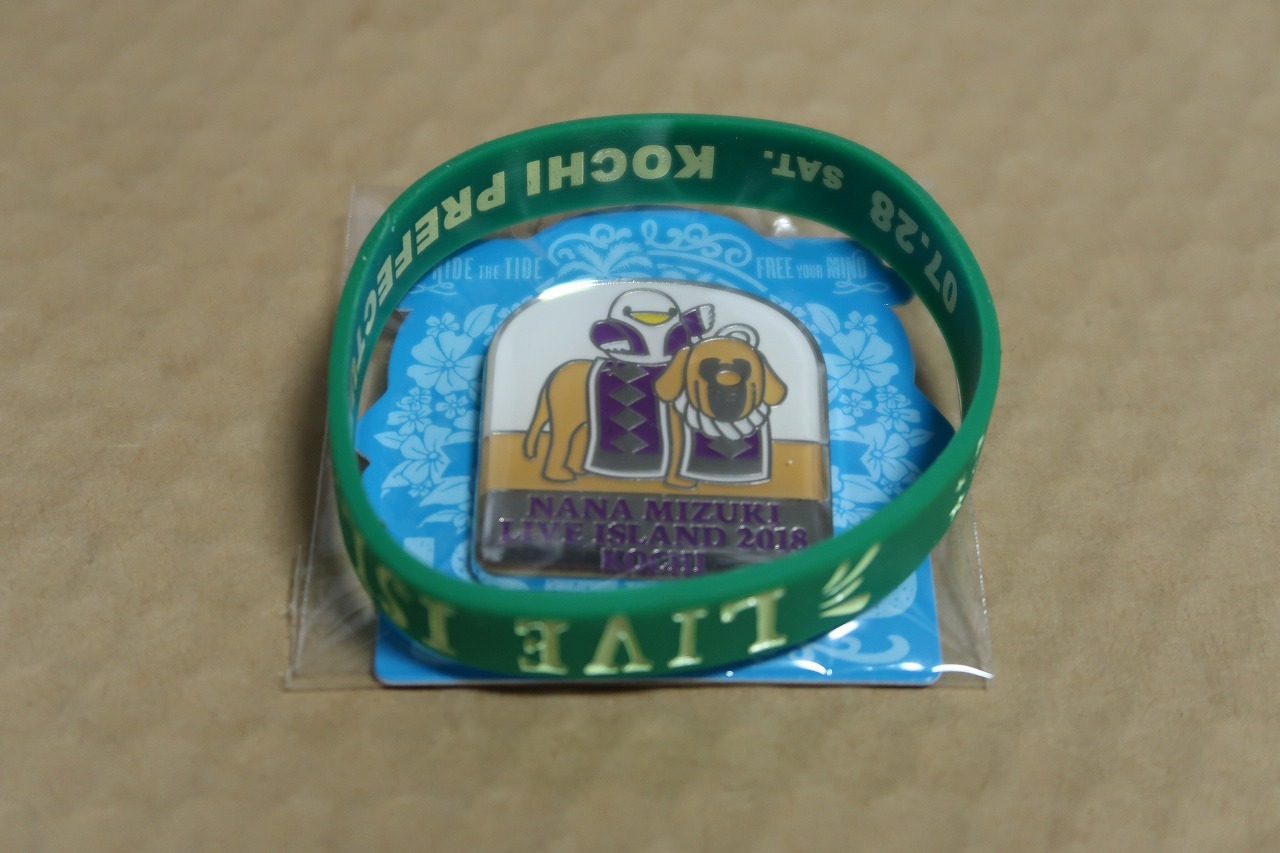 07.28 SAT. KOCHI PREFECT
RIDE THE TIDE
FREE YOUR MIND
NANA MIZUKI
LIVE ISLAND 2018
KOCHI
LIVE IS